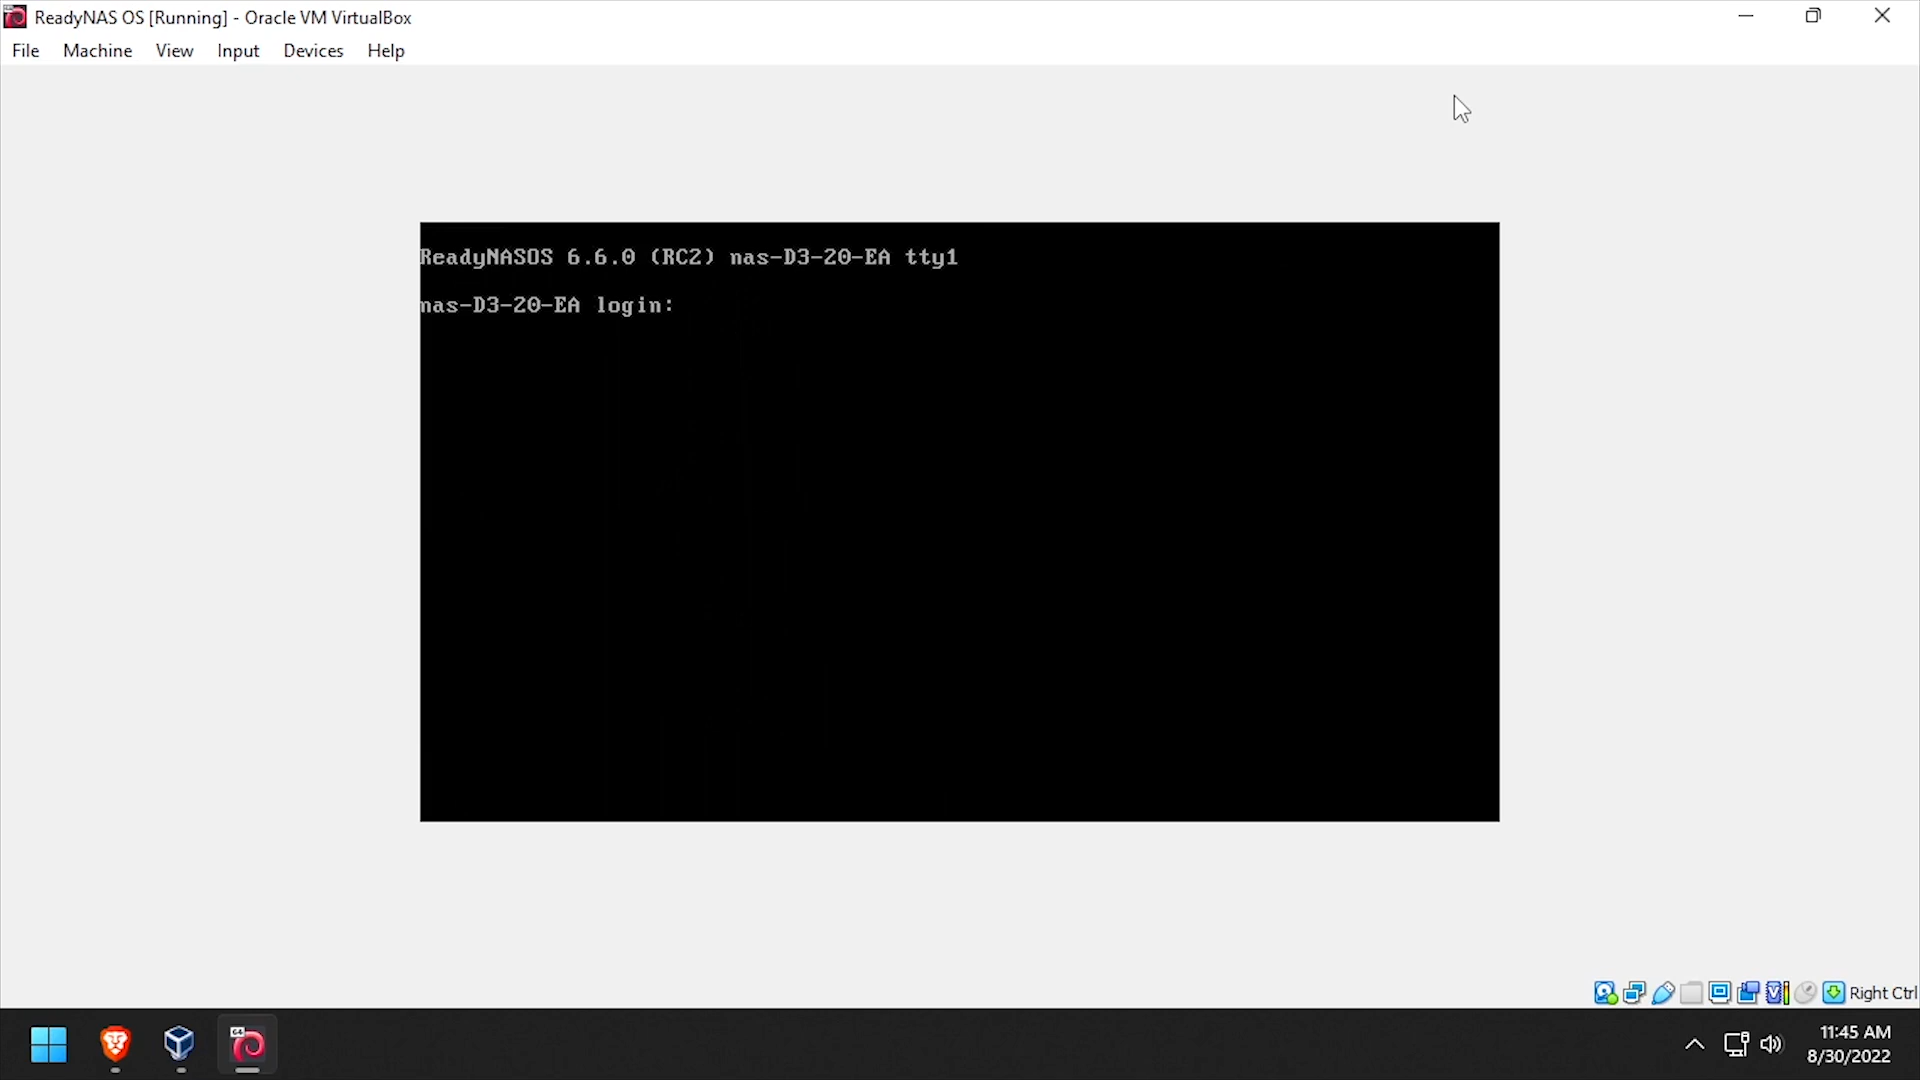 ReadyNAS OS [Running] - Oracle VM VirtualBox
File Machine View Input Devices Help
ReadyNASOS 6.6.0 (RC2) nas-D3-20-EA tty1
nas-D3-20-EA login:
Right Ctrl
64
11:45 AM
8/30/2022